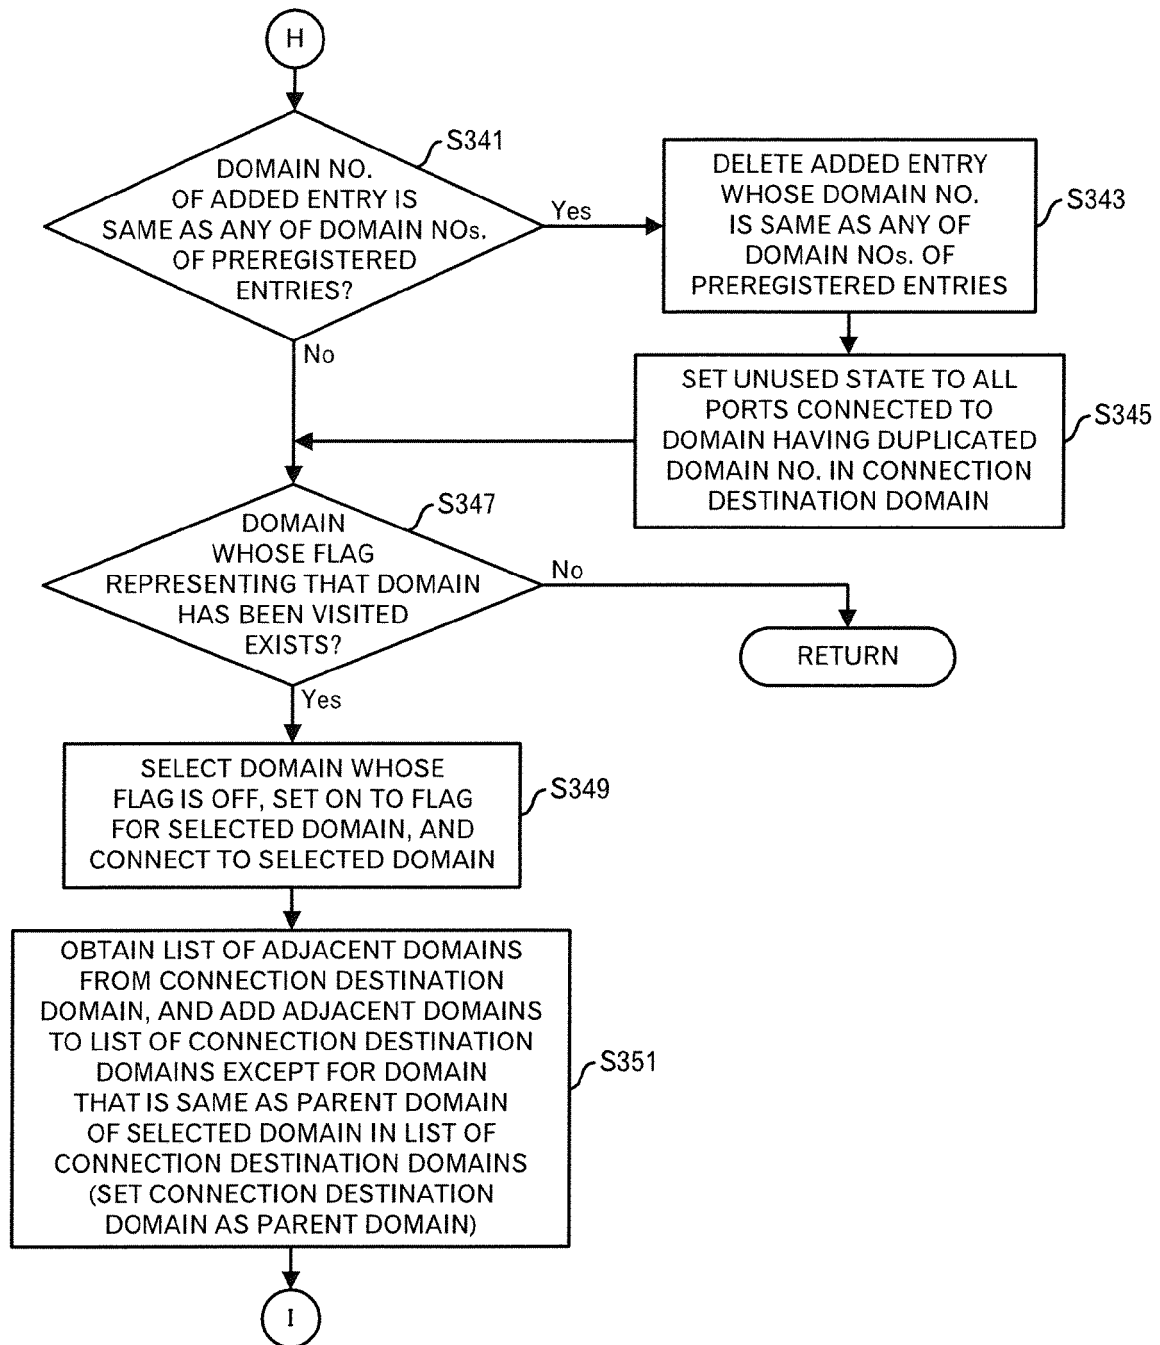 H
S341
DOMAIN NO.
OF ADDED ENTRY IS
SAME AS ANY OF DOMAIN NOs.
OF PREREGISTERED
ENTRIES?
Yes
DELETE ADDED ENTRY
WHOSE DOMAIN NO.
IS SAME AS ANY OF
DOMAIN NOs. OF
PREREGISTERED ENTRIES
S343
No
SET UNUSED STATE TO ALL
PORTS CONNECTED TO
DOMAIN HAVING DUPLICATED
DOMAIN NO. IN CONNECTION
DESTINATION DOMAIN
S345
S347
DOMAIN
WHOSE FLAG
REPRESENTING THAT DOMAIN
HAS BEEN VISITED
EXISTS?
No
RETURN
Yes
SELECT DOMAIN WHOSE
FLAG IS OFF, SET ON TO FLAG
FOR SELECTED DOMAIN, AND
CONNECT TO SELECTED DOMAIN
S349
OBTAIN LIST OF ADJACENT DOMAINS
FROM CONNECTION DESTINATION
DOMAIN, AND ADD ADJACENT DOMAINS
TO LIST OF CONNECTION DESTINATION
DOMAINS EXCEPT FOR DOMAIN
THAT IS SAME AS PARENT DOMAIN
OF SELECTED DOMAIN IN LIST OF
CONNECTION DESTINATION DOMAINS
(SET CONNECTION DESTINATION
DOMAIN AS PARENT DOMAIN)
S351
I